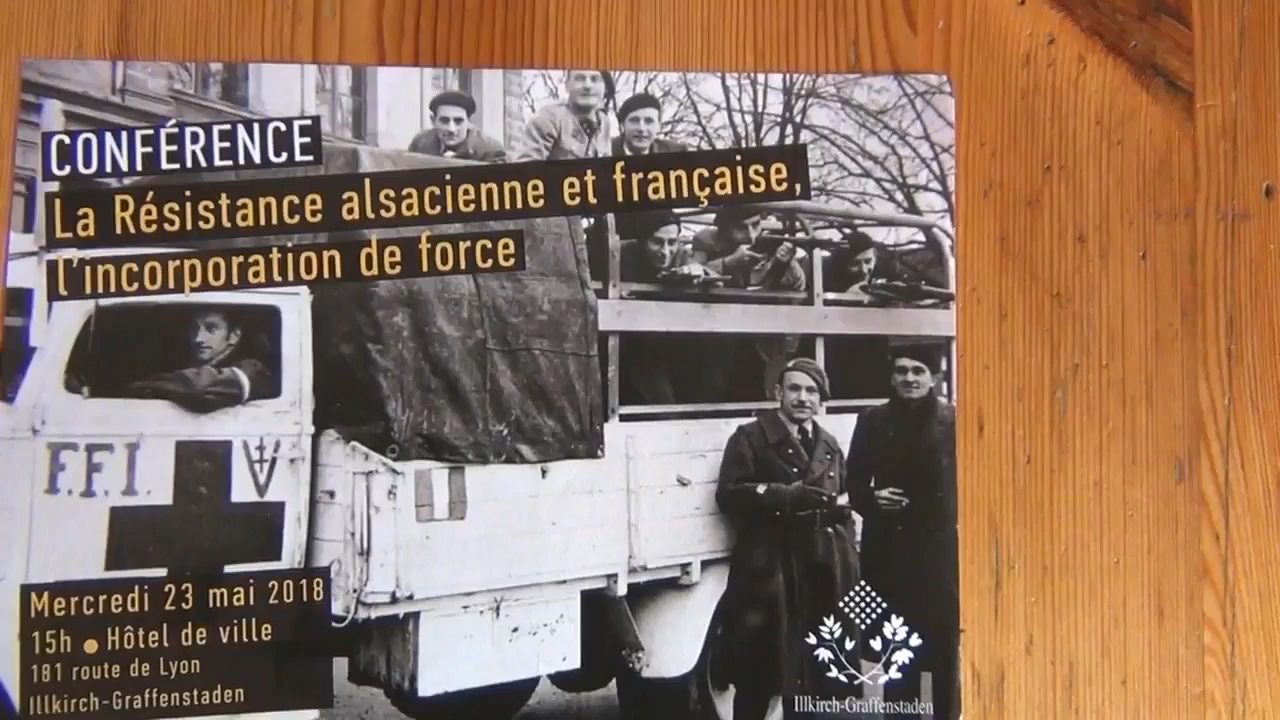 CONFÉRENCE
La Résistance alsacienne et française,
l'incorporation de force
F.F.I.
V
Mercredi 23 mai 2018
15h • Hôtel de ville
181 route de Lyon
Illkirch-Graffenstaden
Illkirch-Graffenstaden